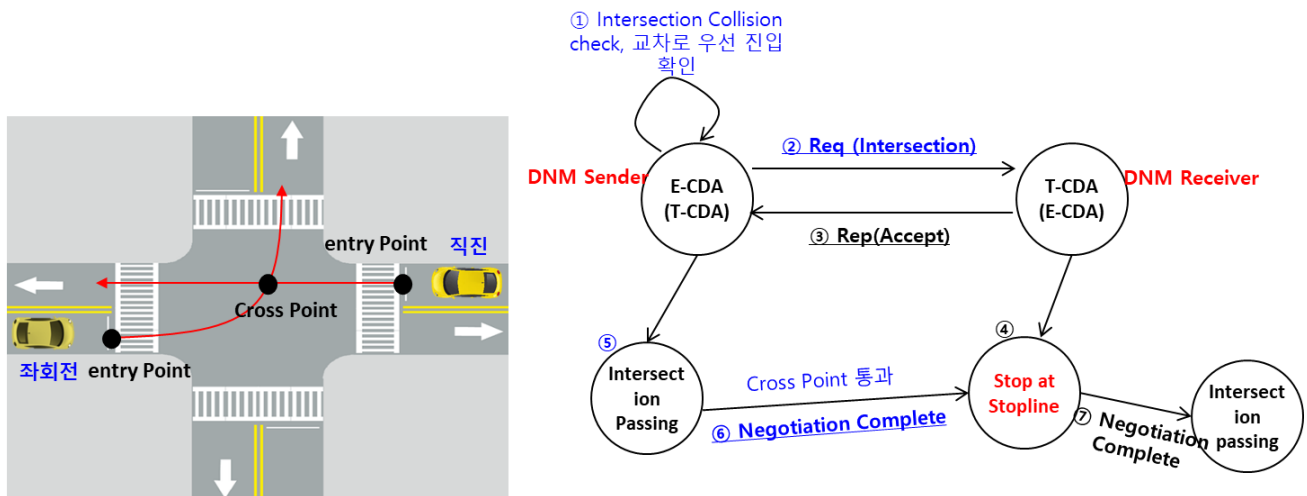 entry Point
직진
Cross Point
좌회전
entry Point
① Intersection Collision
check, 교차로 우선 진입
확인
DNM Sender
E-CDA
(T-CDA)
② Req (Intersection)
③ Rep(Accept)
T-CDA
(E-CDA)
DNM Receiver
⑤
Intersect
ion
Passing
Cross Point 통과
⑥ Negotiation Complete
④
Stop at
Stopline
⑦ Negotiation
Complete
Intersect
ion
passing